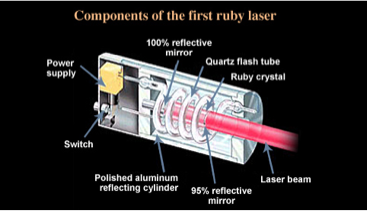 Components of the first ruby laser
100% reflective
mirror
Power
supply
Quartz flash tube
Ruby crystal
Switch
Polished aluminum
reflecting cylinder
95% reflective
mirror
Laser beam